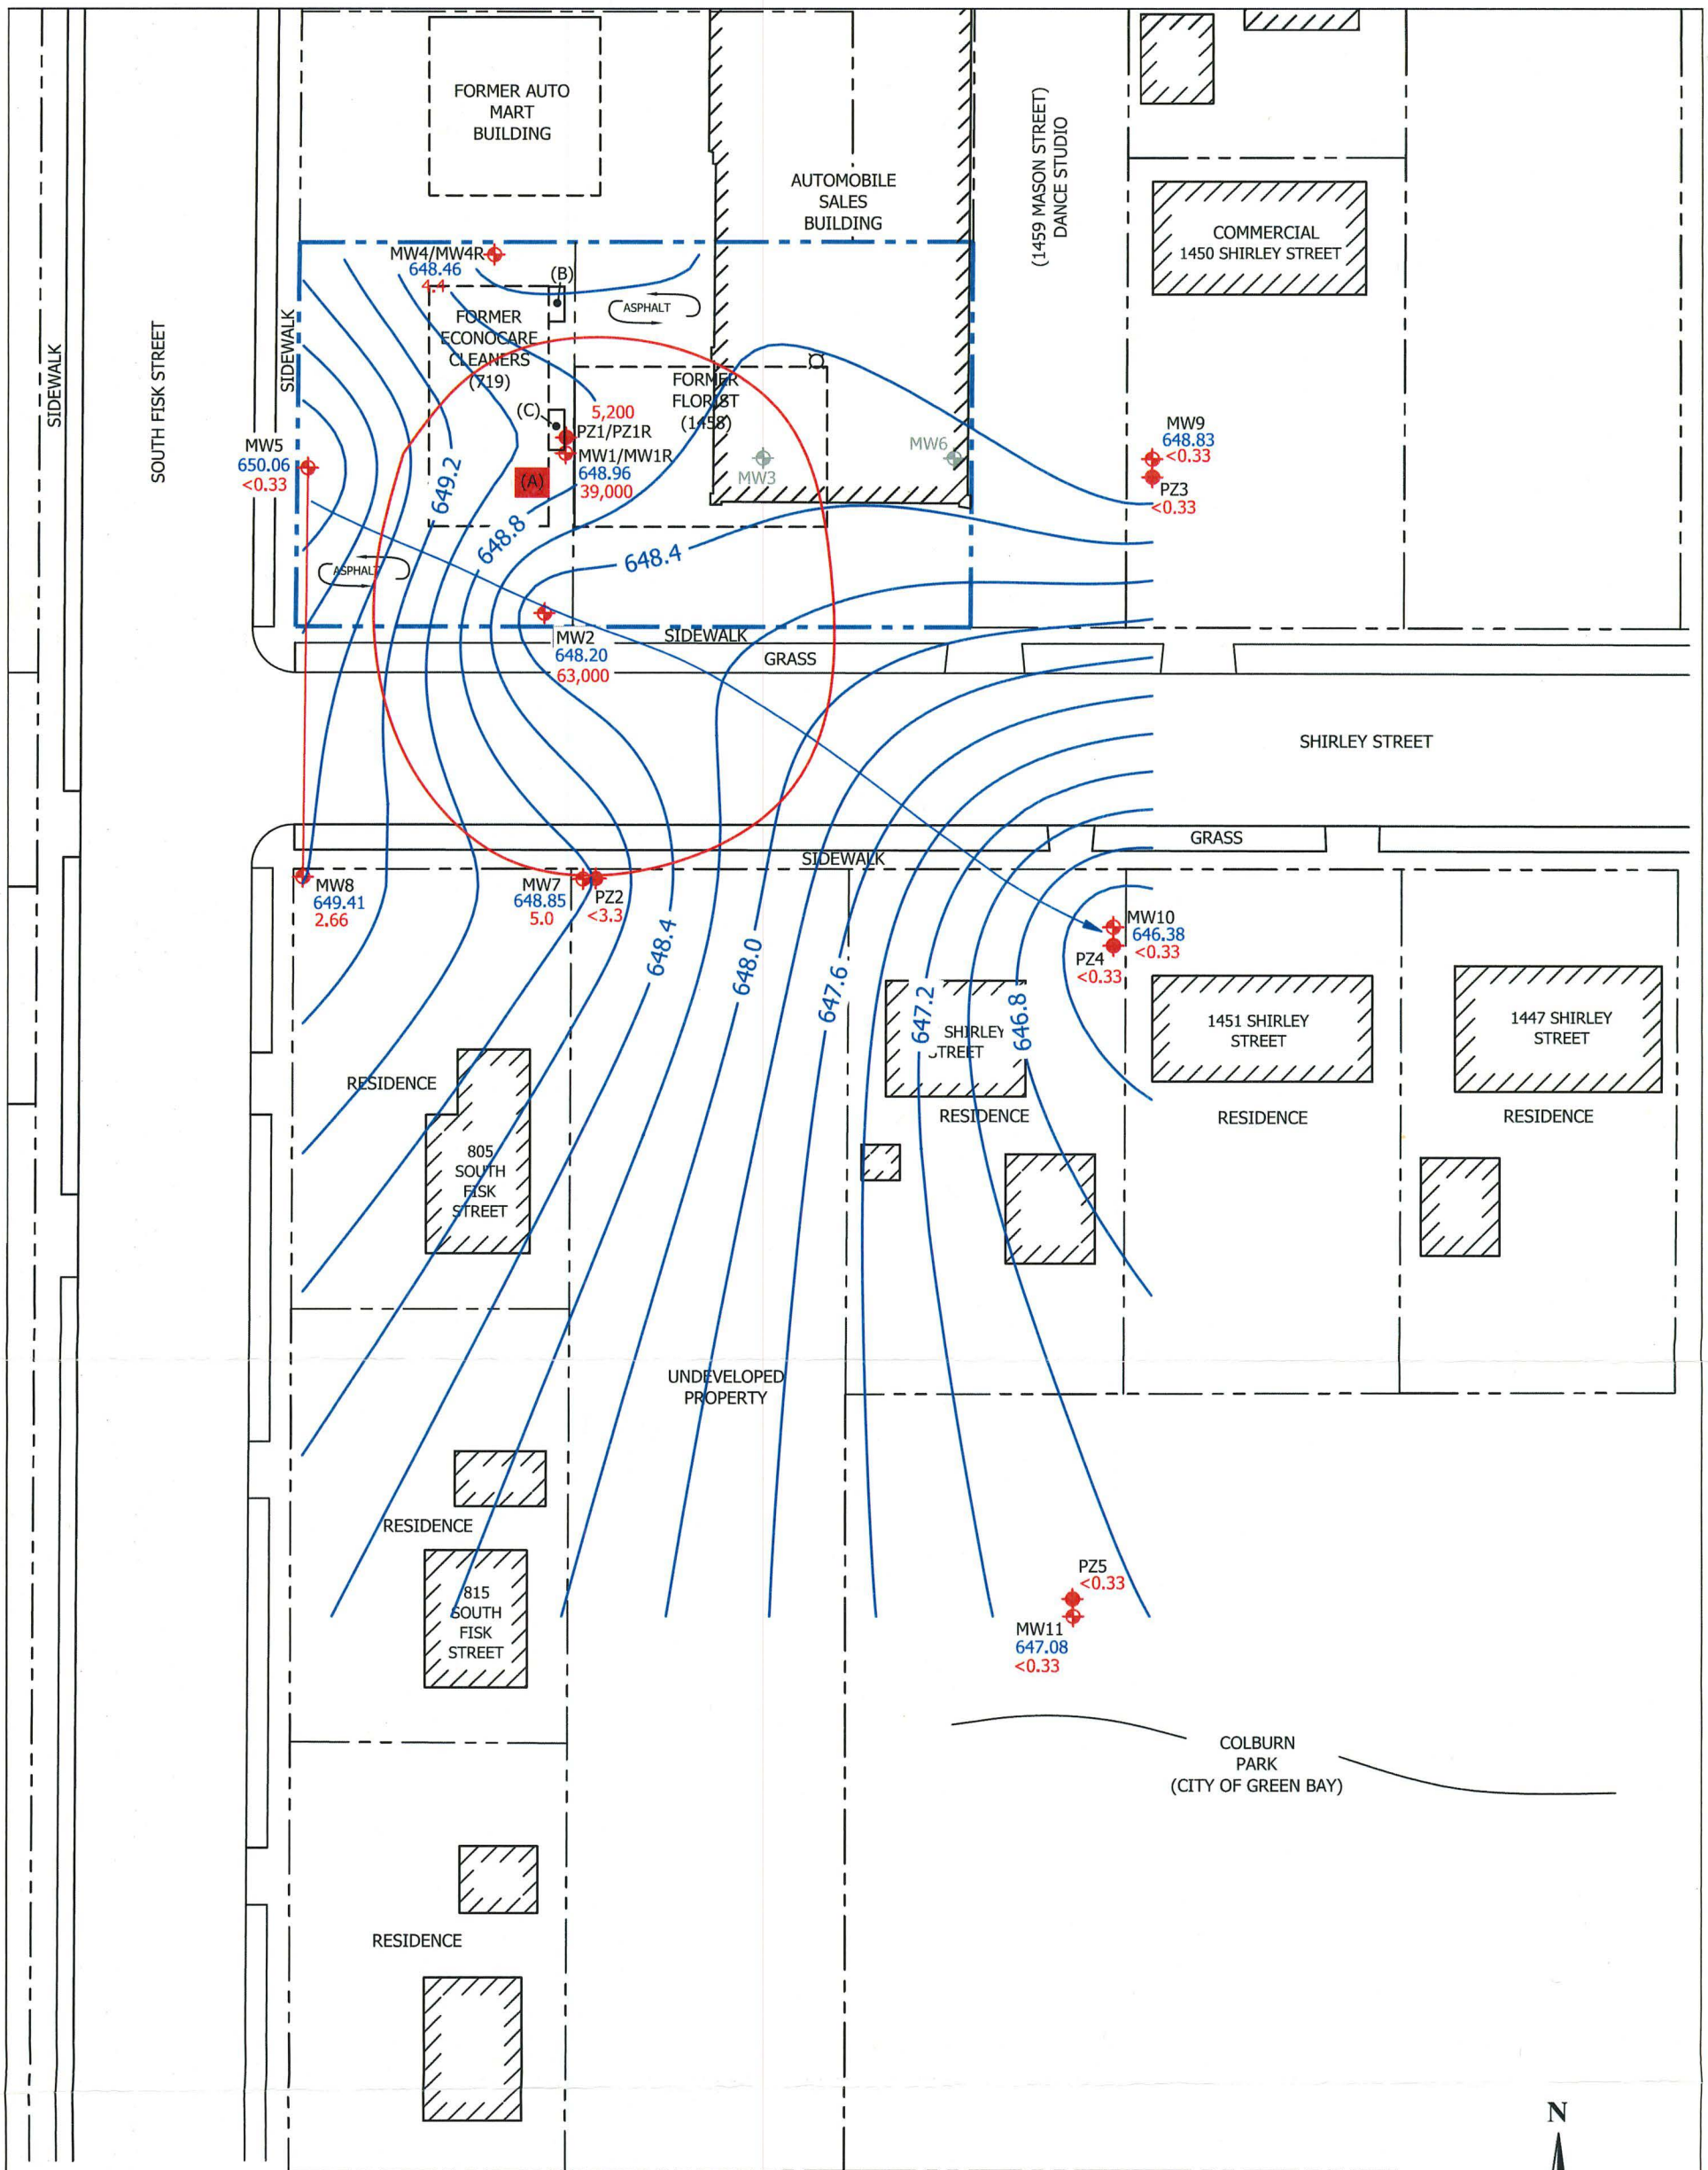 FORMER AUTO
MART
BUILDING
AUTOMOBILE
SALES
BUILDING
(1459 MASON STREET)
DANCE STUDIO
COMMERCIAL
1450 SHIRLEY STREET
SIDEWALK
SOUTH FISK STREET
SIDEWALK
MW4/MW4R
648.46
4.4
(B)
ASPHALT
FORMER
ECONOCARE
CLEANERS
(719)
FORMER
FLORIST
(1458)
(C)
5,200
PZ1/PZ1R
MW1/MW1R
648.96
39,000
(A)
MW3
MW6
MW9
648.83
<0.33
PZ3
<0.33
MW5
650.06
<0.33
649.2
648.8
648.4
ASPHALT
MW2
648.20
63,000
SIDEWALK
GRASS
SHIRLEY STREET
GRASS
SIDEWALK
MW8
649.41
2.66
MW7
648.85
5.0
PZ2
<3.3
648.4
648.0
647.6
647.2
646.8
MW10
646.38
<0.33
PZ4
<0.33
SHIRLEY
STREET
RESIDENCE
1451 SHIRLEY
STREET
RESIDENCE
1447 SHIRLEY
STREET
RESIDENCE
RESIDENCE
805
SOUTH
FISK
STREET
UNDEVELOPED
PROPERTY
RESIDENCE
815
SOUTH
FISK
STREET
PZ5
<0.33
MW11
647.08
<0.33
COLBURN
PARK
(CITY OF GREEN BAY)
RESIDENCE
N